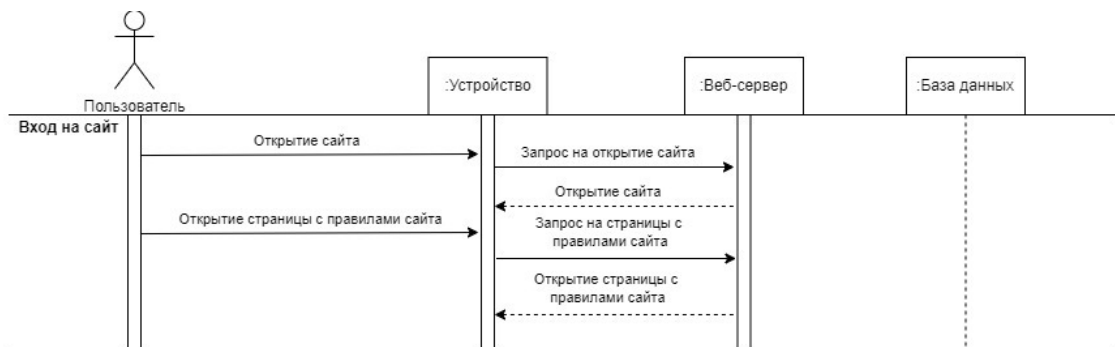 :Устройство
:Веб-сервер
:База данных
Пользователь
Вход на сайт
Открытие сайта
Запрос на открытие сайта
Открытие сайта
Открытие страницы с правилами сайта
Запрос на страницы с
правилами сайта
Открытие страницы с
правилами сайта